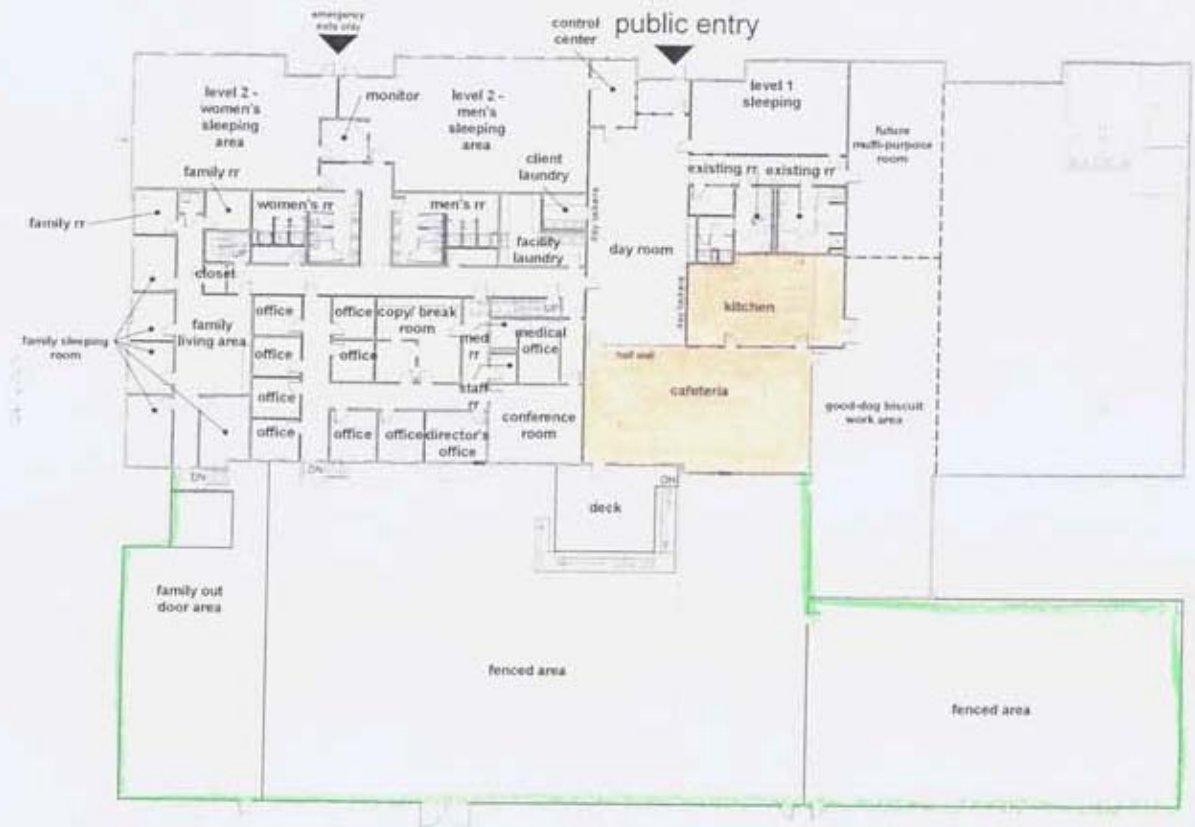 emergency
exits only
public entry
control
center
level 2 -
women's
sleeping
area
monitor
level 2 -
men's
sleeping
area
level 1
sleeping
future
multi-purpose
room
client
laundry
family rr
existing rr
existing rr
family rr
women's rr
men's rr
day lockers
facility
laundry
day room
closet
day lockers
kitchen
office
office
copy/ break
room
family
living area
family sleeping
room
med
rr
medical
office
office
office
half wall
staff
rr
cafeteria
office
good-dog biscuit
work area
conference
room
office
office
office
director's
office
DN
DN
DN
deck
family out
door area
fenced area
fenced area